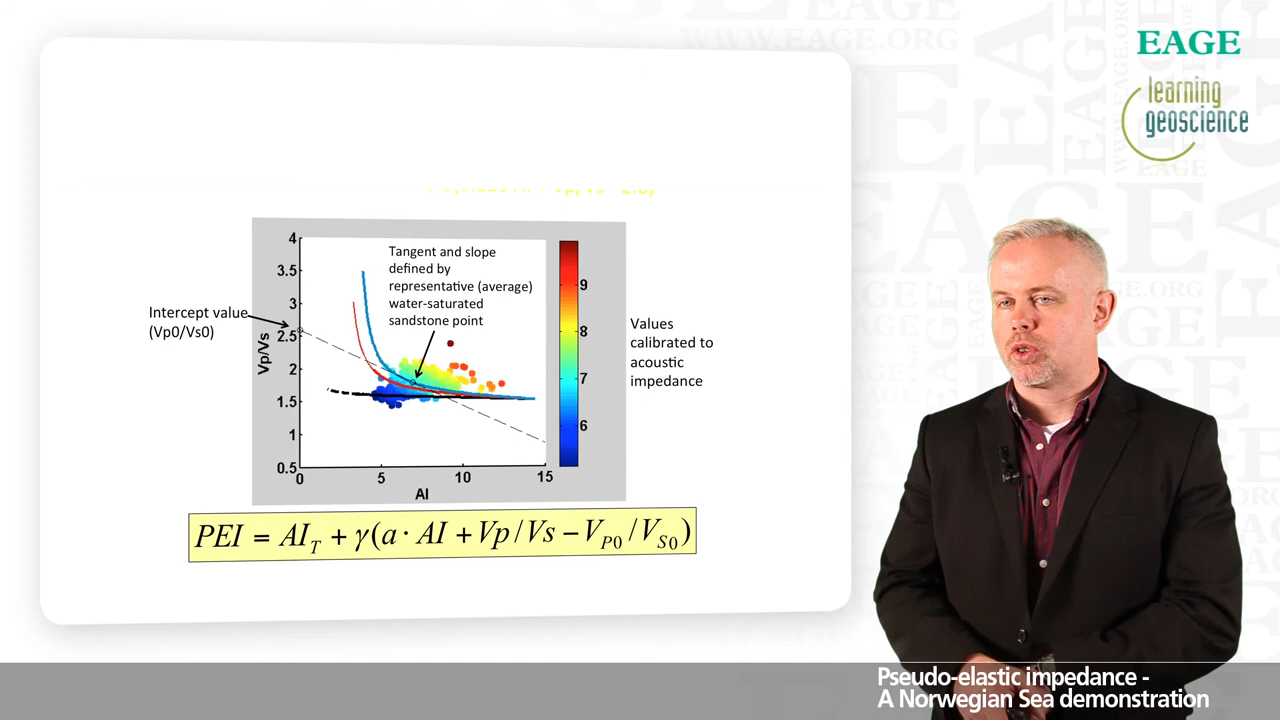 WWW.EAGE.ORG
EAGE
learning
geoscience
4
3.5
3
2.5
2
1.5
1
0.5
Vp/Vs
0
5
10
15
AI
Tangent and slope
defined by
representative (average)
water-saturated
sandstone point
Intercept value
(Vp0/Vs0)
9
8
7
6
Values
calibrated to
acoustic
impedance
PEI = AI_T + γ(a · AI + Vp/Vs − V_P0/V_S0)
Pseudo-elastic impedance -
A Norwegian Sea demonstration